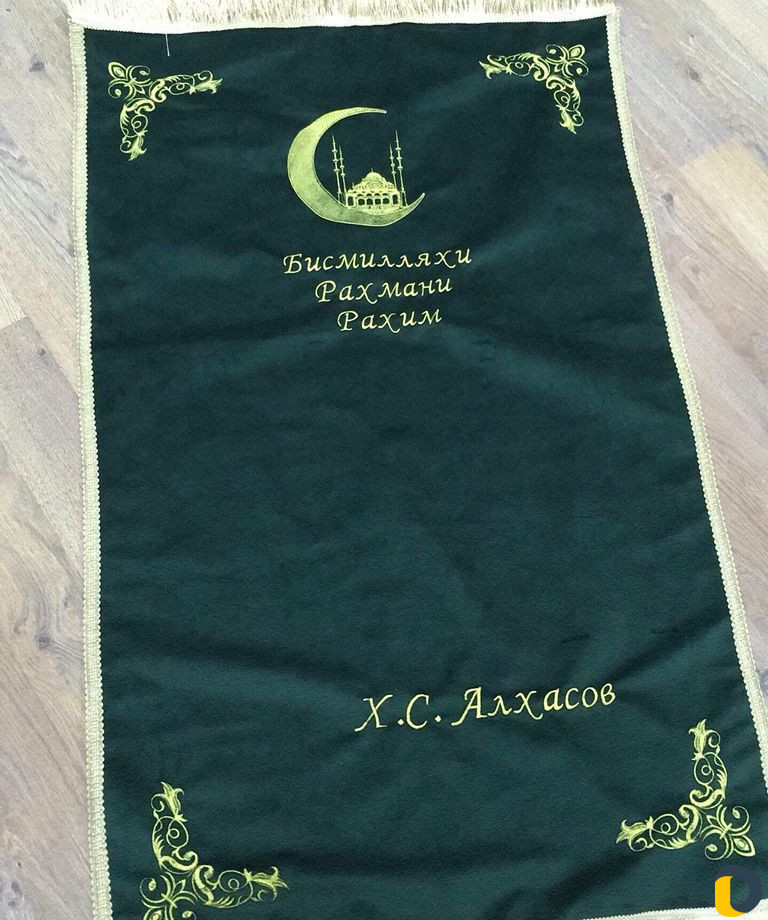 Бисмилляхи
Рахмани
Рахим
Х.С. Алхасов